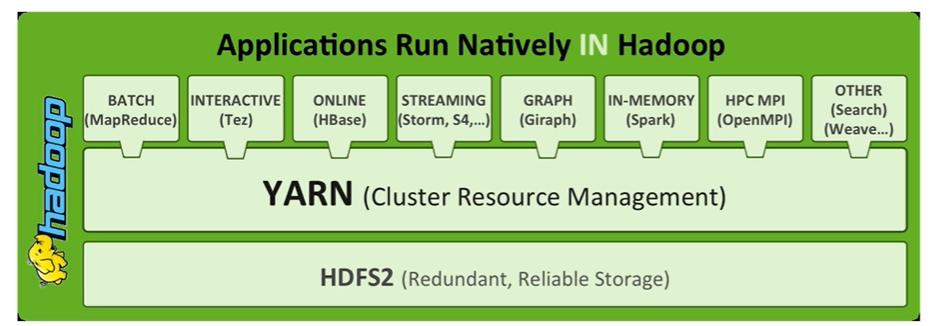 Applications Run Natively IN Hadoop
hadoop
BATCH
(MapReduce)
INTERACTIVE
(Tez)
ONLINE
(HBase)
STREAMING
(Storm, S4,...)
GRAPH
(Giraph)
IN-MEMORY
(Spark)
HPC MPI
(OpenMPI)
OTHER
(Search)
(Weave...)
YARN (Cluster Resource Management)
HDFS2 (Redundant, Reliable Storage)